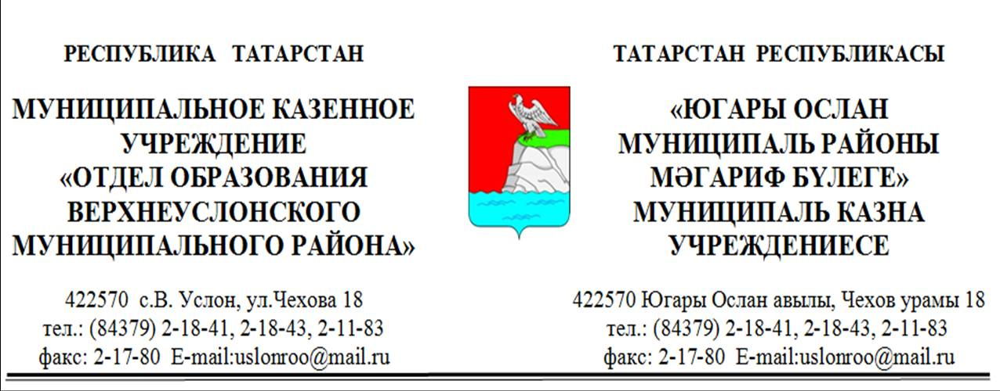 РЕСПУБЛИКА ТАТАРСТАН
МУНИЦИПАЛЬНОЕ КАЗЕННОЕ
УЧРЕЖДЕНИЕ
«ОТДЕЛ ОБРАЗОВАНИЯ
ВЕРХНЕУСЛОНСКОГО
МУНИЦИПАЛЬНОГО РАЙОНА»
422570 с.В. Услон, ул.Чехова 18
тел.: (84379) 2-18-41, 2-18-43, 2-11-83
факс: 2-17-80 E-mail:uslonroo@mail.ru
ТАТАРСТАН РЕСПУБЛИКАСЫ
«ЮГАРЫ ОСЛАН
МУНИЦИПАЛЬ РАЙОНЫ
МӘГАРИФ БҮЛЕГЕ»
МУНИЦИПАЛЬ КАЗНА
УЧРЕЖДЕНИЕСЕ
422570 Югары Ослан авылы, Чехов урамы 18
тел.: (84379) 2-18-41, 2-18-43, 2-11-83
факс: 2-17-80 E-mail:uslonroo@mail.ru